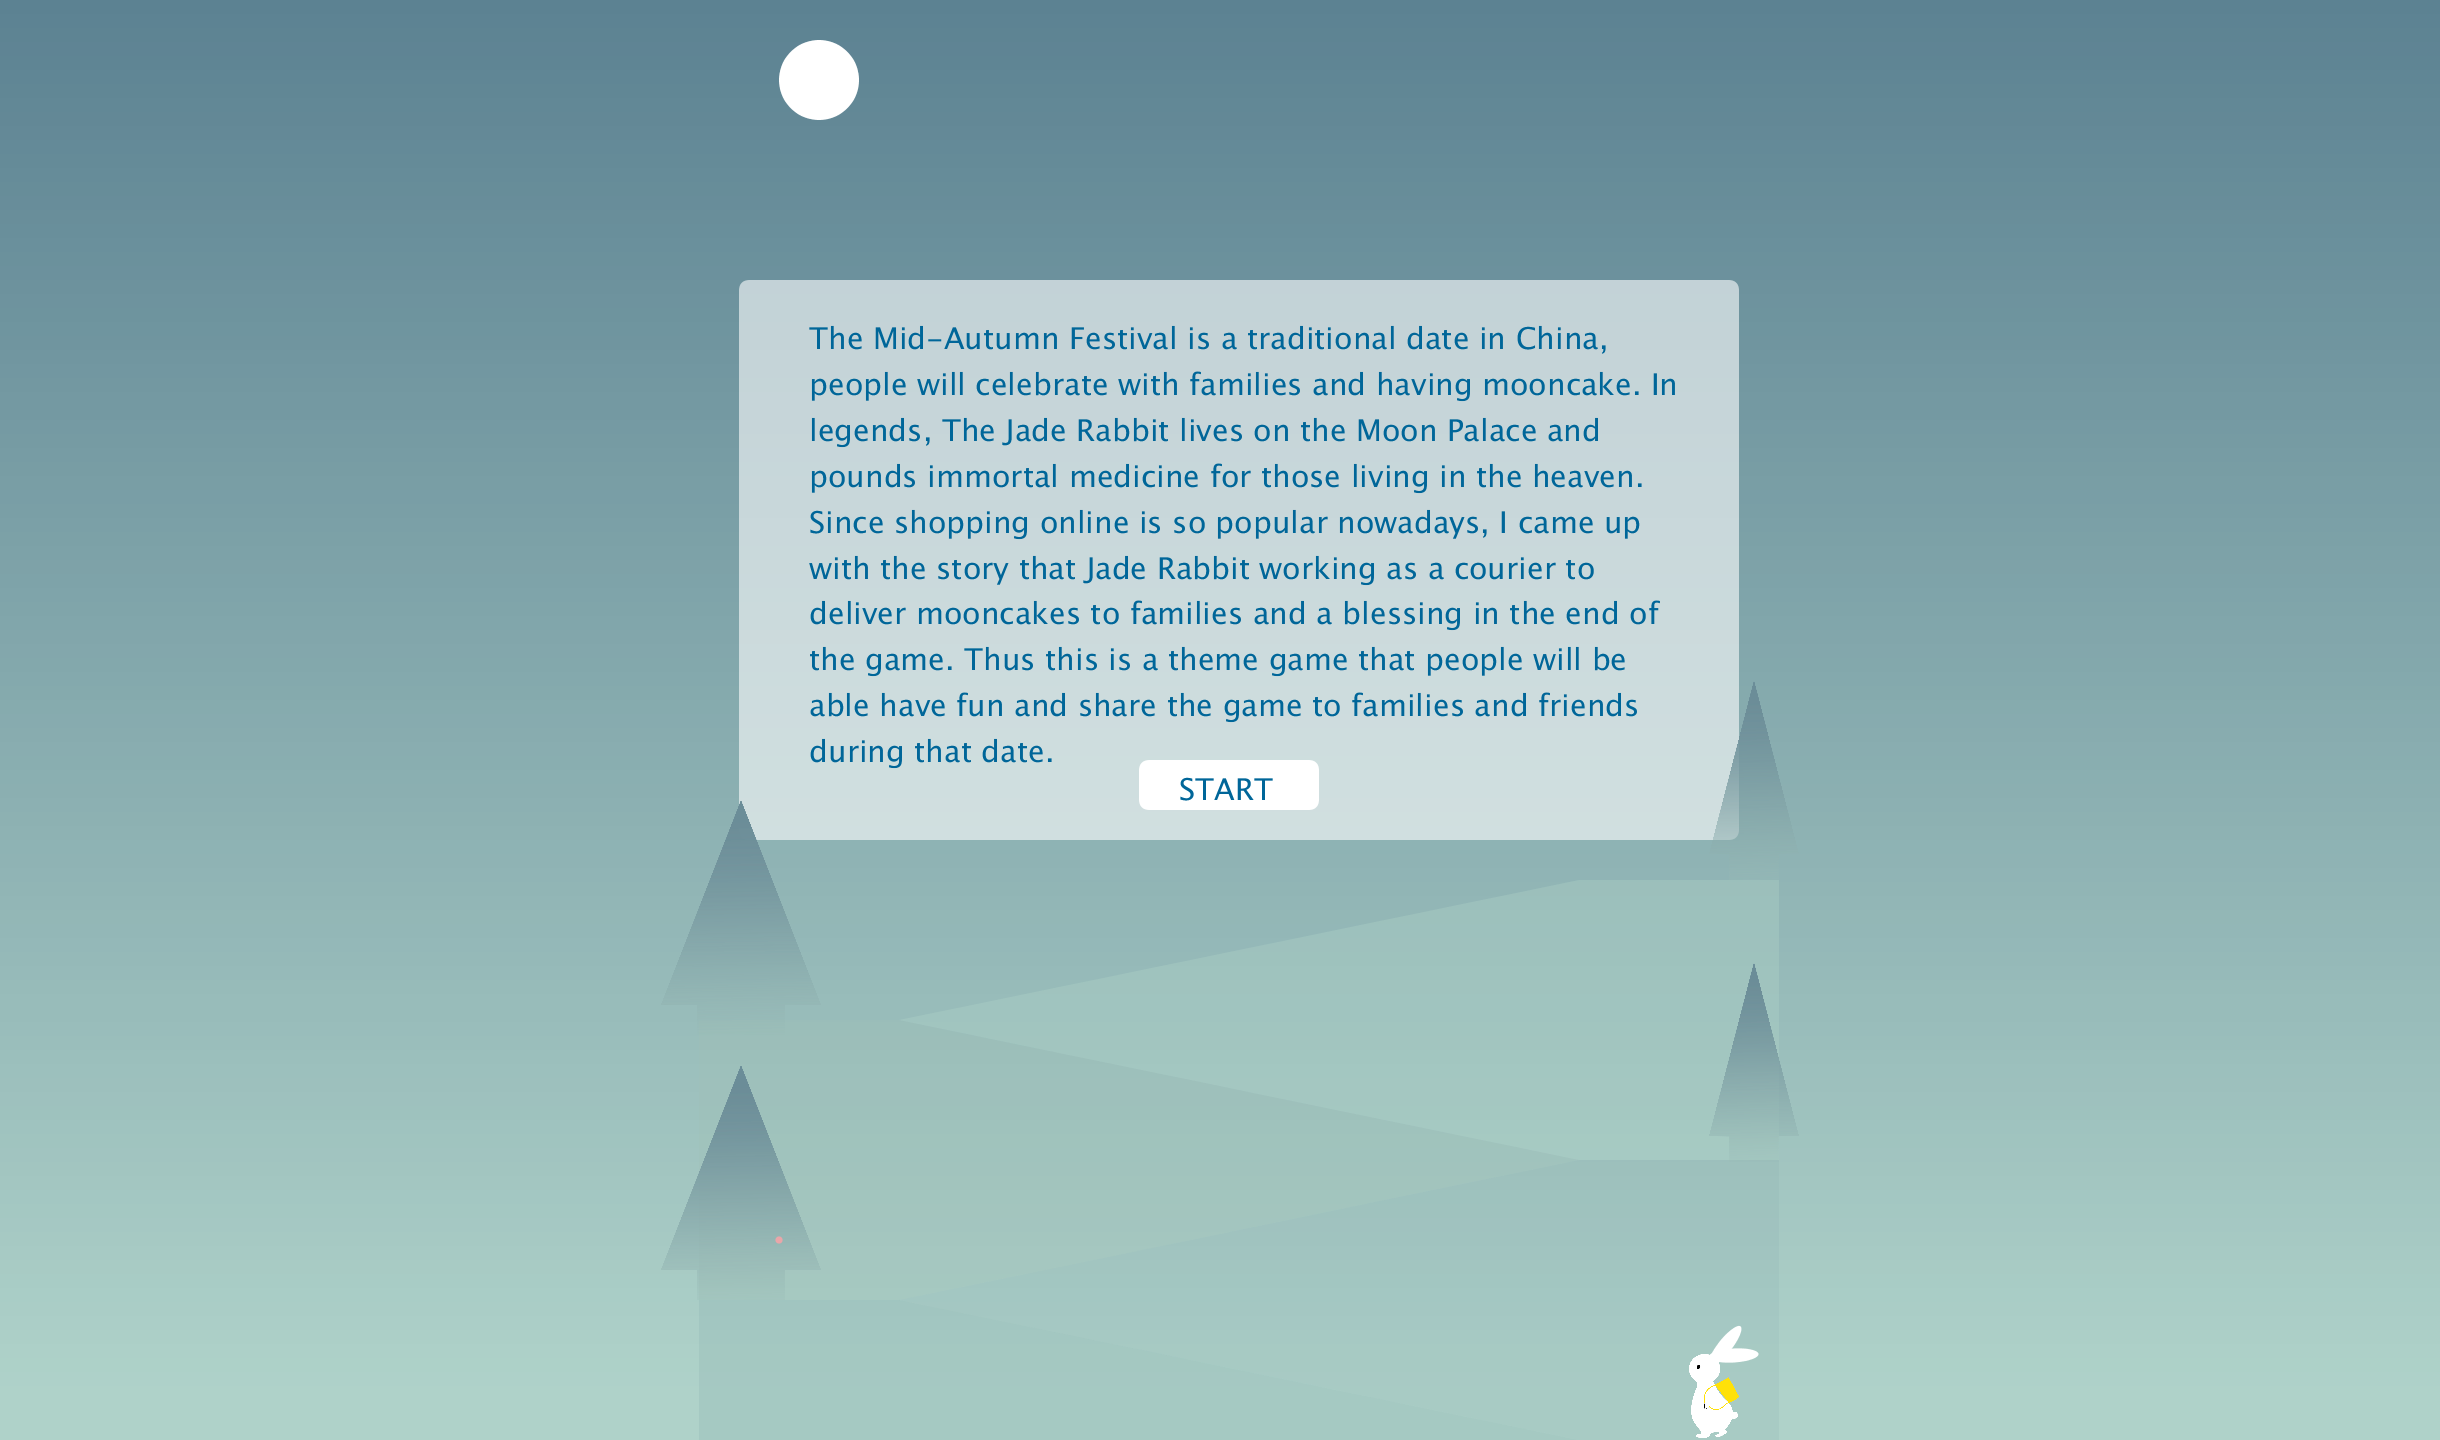 The Mid-Autumn Festival is a traditional date in China,
people will celebrate with families and having mooncake. In
legends, The Jade Rabbit lives on the Moon Palace and
pounds immortal medicine for those living in the heaven.
Since shopping online is so popular nowadays, I came up
with the story that Jade Rabbit working as a courier to
deliver mooncakes to families and a blessing in the end of
the game. Thus this is a theme game that people will be
able have fun and share the game to families and friends
during that date.
START